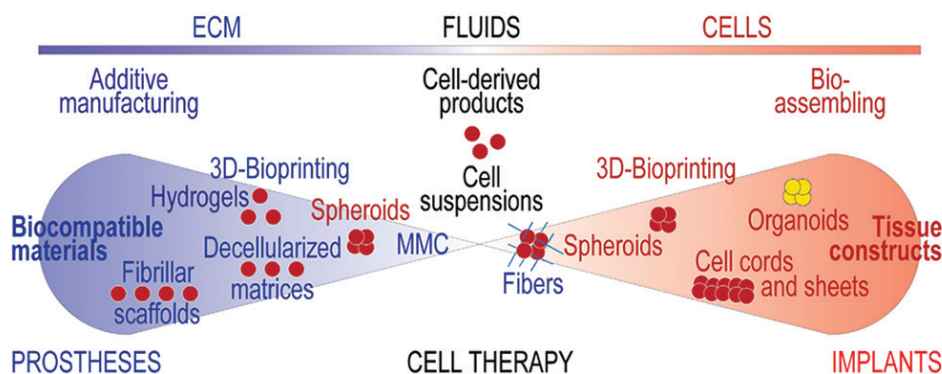 ECM
FLUIDS
CELLS
Additive
manufacturing
Cell-derived
products
Bio-
assembling
3D-Bioprinting
Hydrogels
Spheroids
Cell
suspensions
3D-Bioprinting
Organoids
Biocompatible
materials
Decellularized
matrices
MMC
Fibers
Spheroids
Tissue
constructs
Fibrillar
scaffolds
Cell cords
and sheets
PROSTHESES
CELL THERAPY
IMPLANTS